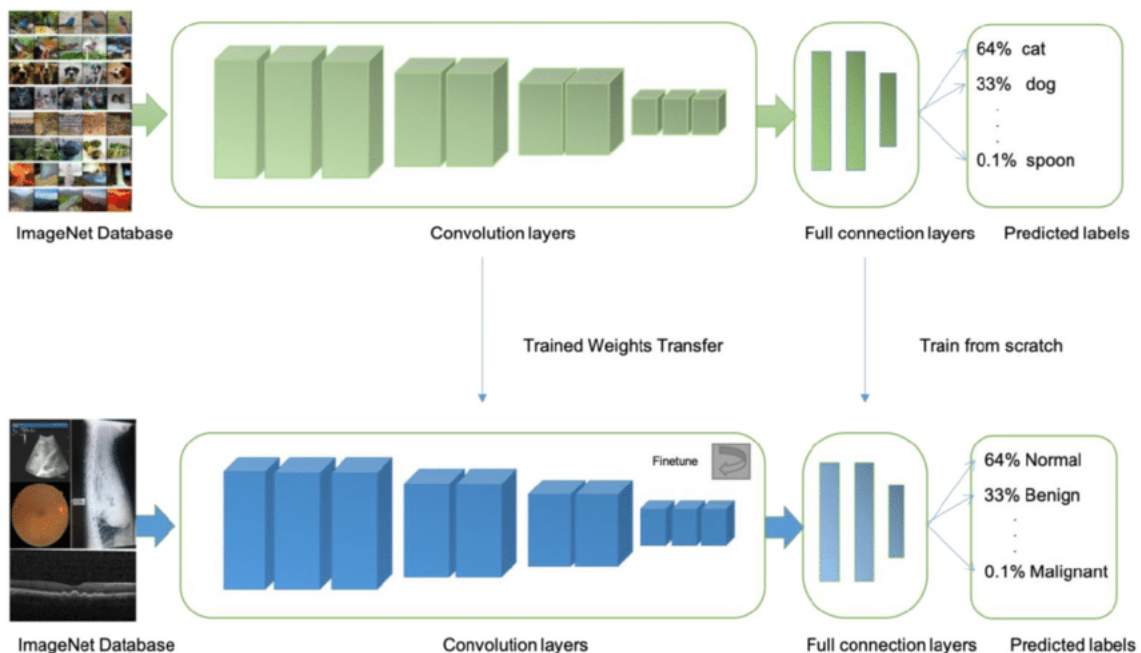 64% cat
33% dog
.
.
.
0.1% spoon
ImageNet Database
Convolution layers
Full connection layers
Predicted labels
Trained Weights Transfer
Train from scratch
Finetune
64% Normal
33% Benign
.
.
.
0.1% Malignant
ImageNet Database
Convolution layers
Full connection layers
Predicted labels